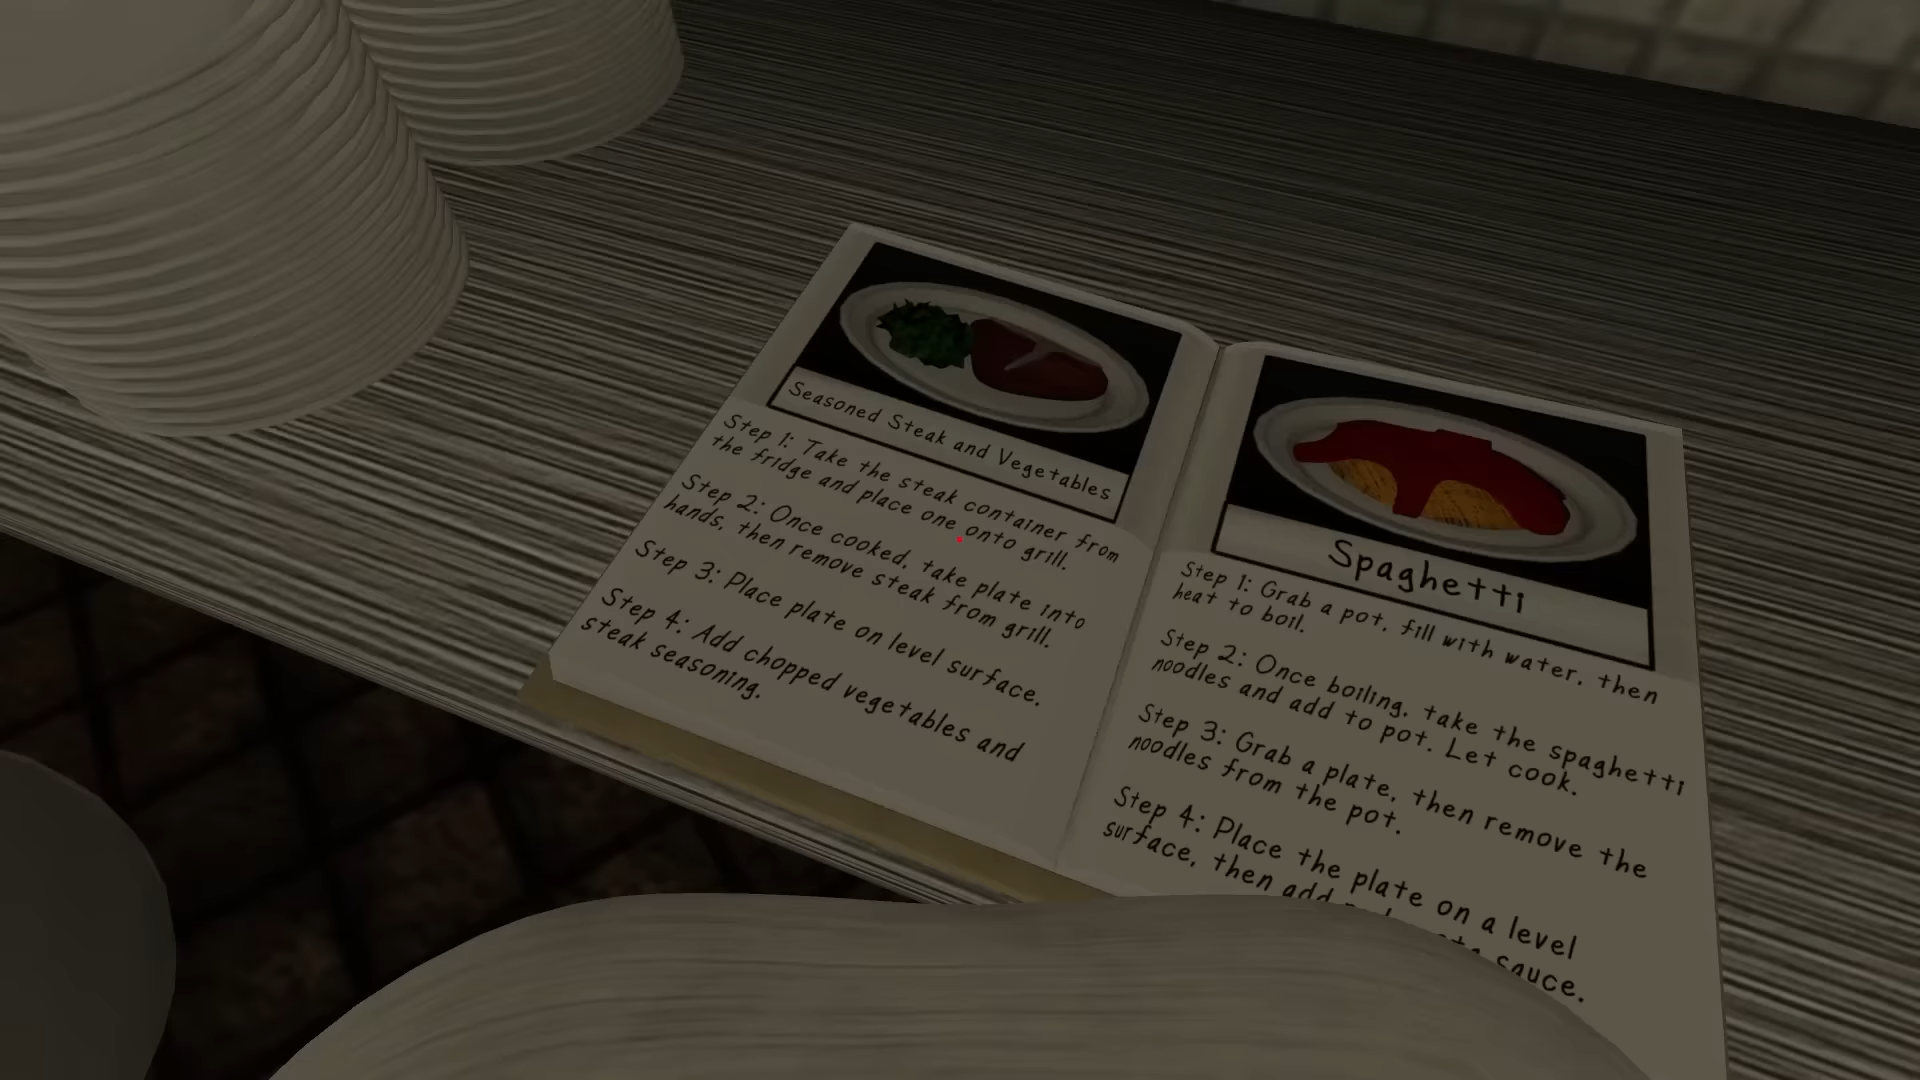 Seasoned Steak and Vegetables
Step 1: Take the steak container from
the fridge and place one onto grill.
Step 2: Once cooked, take plate into
hands, then remove steak from grill.
Step 3: Place plate on level surface.
Step 4: Add chopped vegetables and
steak seasoning.
Spaghetti
Step 1: Grab a pot, fill with water, then
heat to boil.
Step 2: Once boiling, take the spaghetti
noodles and add to pot. Let cook.
Step 3: Grab a plate, then remove the
noodles from the pot.
Step 4: Place the plate on a level
surface, then add sauce.